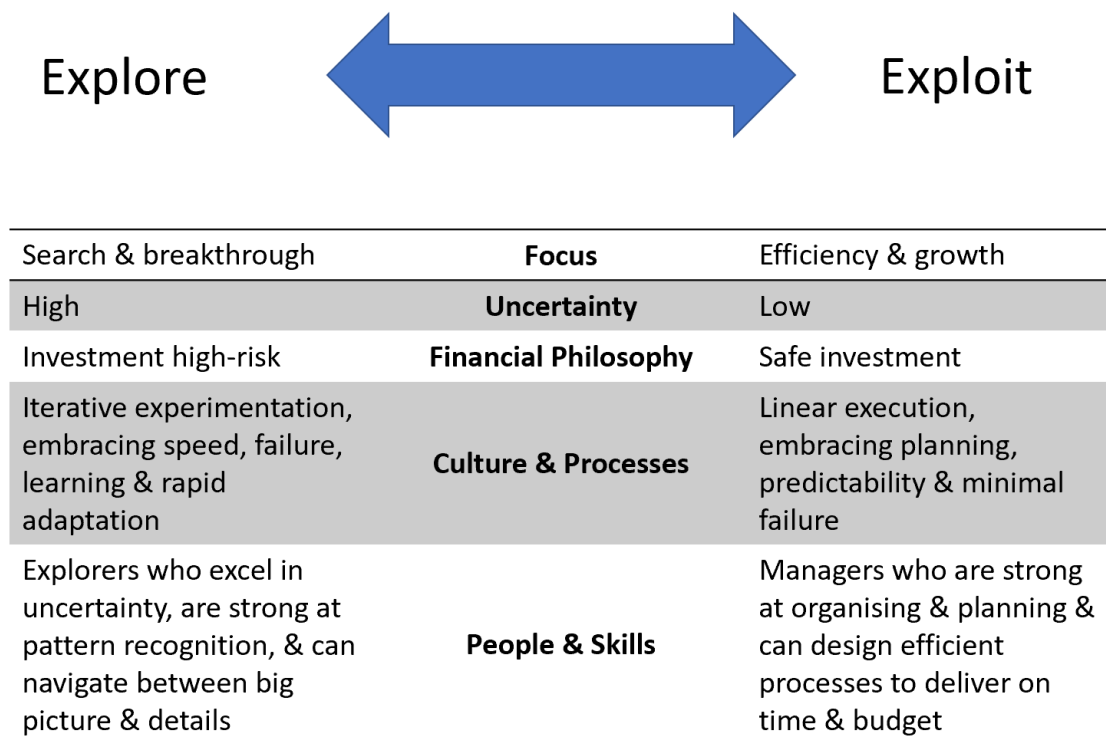 Explore
Exploit
Search & breakthrough
Focus
Efficiency & growth
High
Uncertainty
Low
Investment high-risk
Financial Philosophy
Safe investment
Iterative experimentation,
embracing speed, failure,
learning & rapid
adaptation
Culture & Processes
Linear execution,
embracing planning,
predictability & minimal
failure
Explorers who excel in
uncertainty, are strong at
pattern recognition, & can
navigate between big
picture & details
People & Skills
Managers who are strong
at organising & planning &
can design efficient
processes to deliver on
time & budget